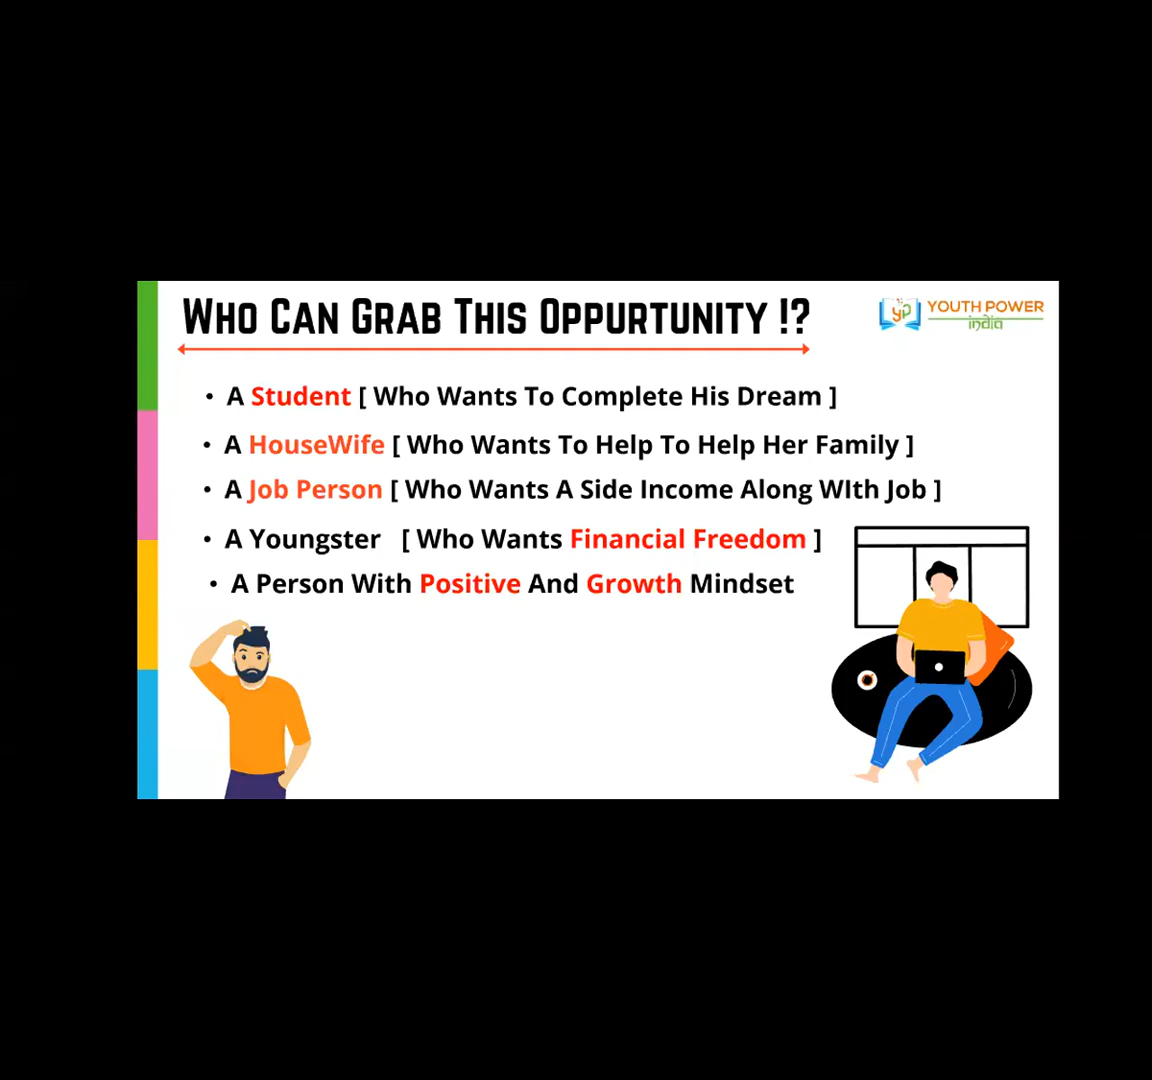 Who Can Grab This Oppurtunity !?
YOUTH POWER
india
• A Student [ Who Wants To Complete His Dream ]
• A HouseWife [ Who Wants To Help To Help Her Family ]
• A Job Person [ Who Wants A Side Income Along WIth Job ]
• A Youngster [ Who Wants Financial Freedom ]
• A Person With Positive And Growth Mindset